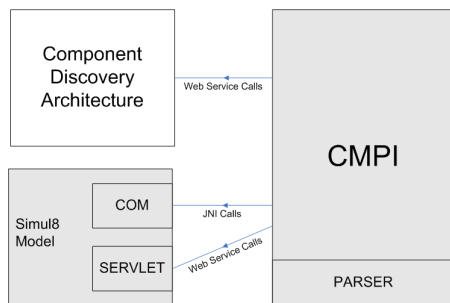 Component
Discovery
Architecture
Web Service Calls
CMPI
Simul8
Model
COM
JNI Calls
SERVLET
Web Service Calls
PARSER